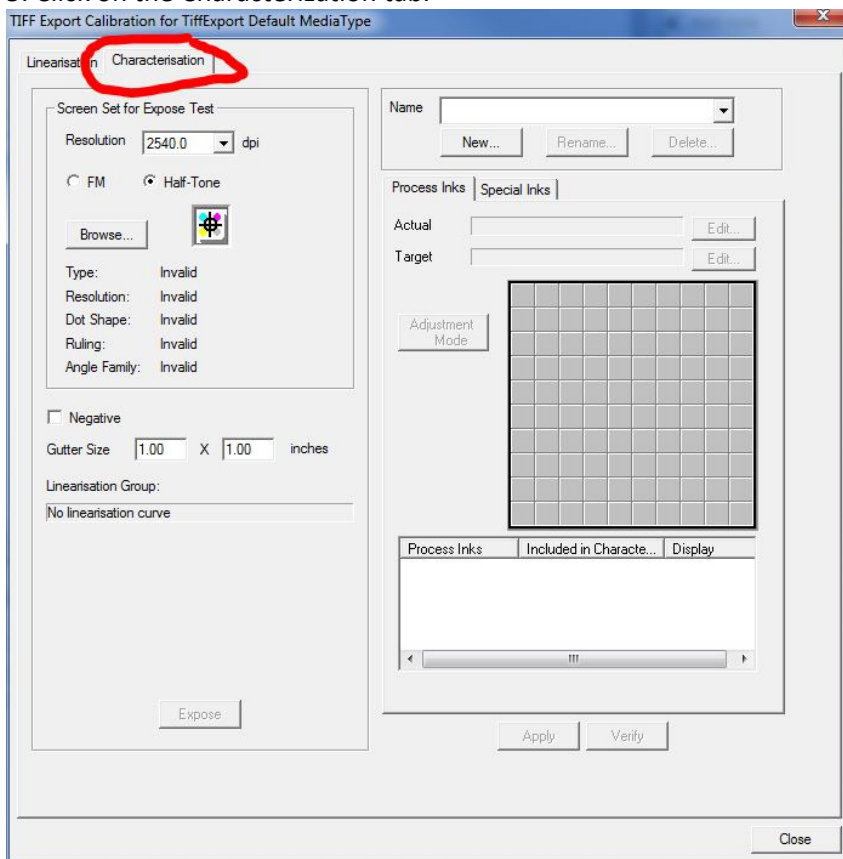 TIFF Export Calibration for TiffExport Default MediaType
Characterisation
Screen Set for Expose Test
Resolution 2540.0 dpi
FM Half-Tone
Browse...
Type: Invalid
Resolution: Invalid
Dot Shape: Invalid
Ruling: Invalid
Angle Family: Invalid
Negative
Gutter Size 1.00 X 1.00 inches
Linearisation Group:
No linearisation curve
Expose
Name
New... Rename... Delete...
Process Inks Special Inks
Actual Edit...
Target Edit...
Adjustment
Mode
Process Inks Included in Characte... Display
Apply Verify
Close